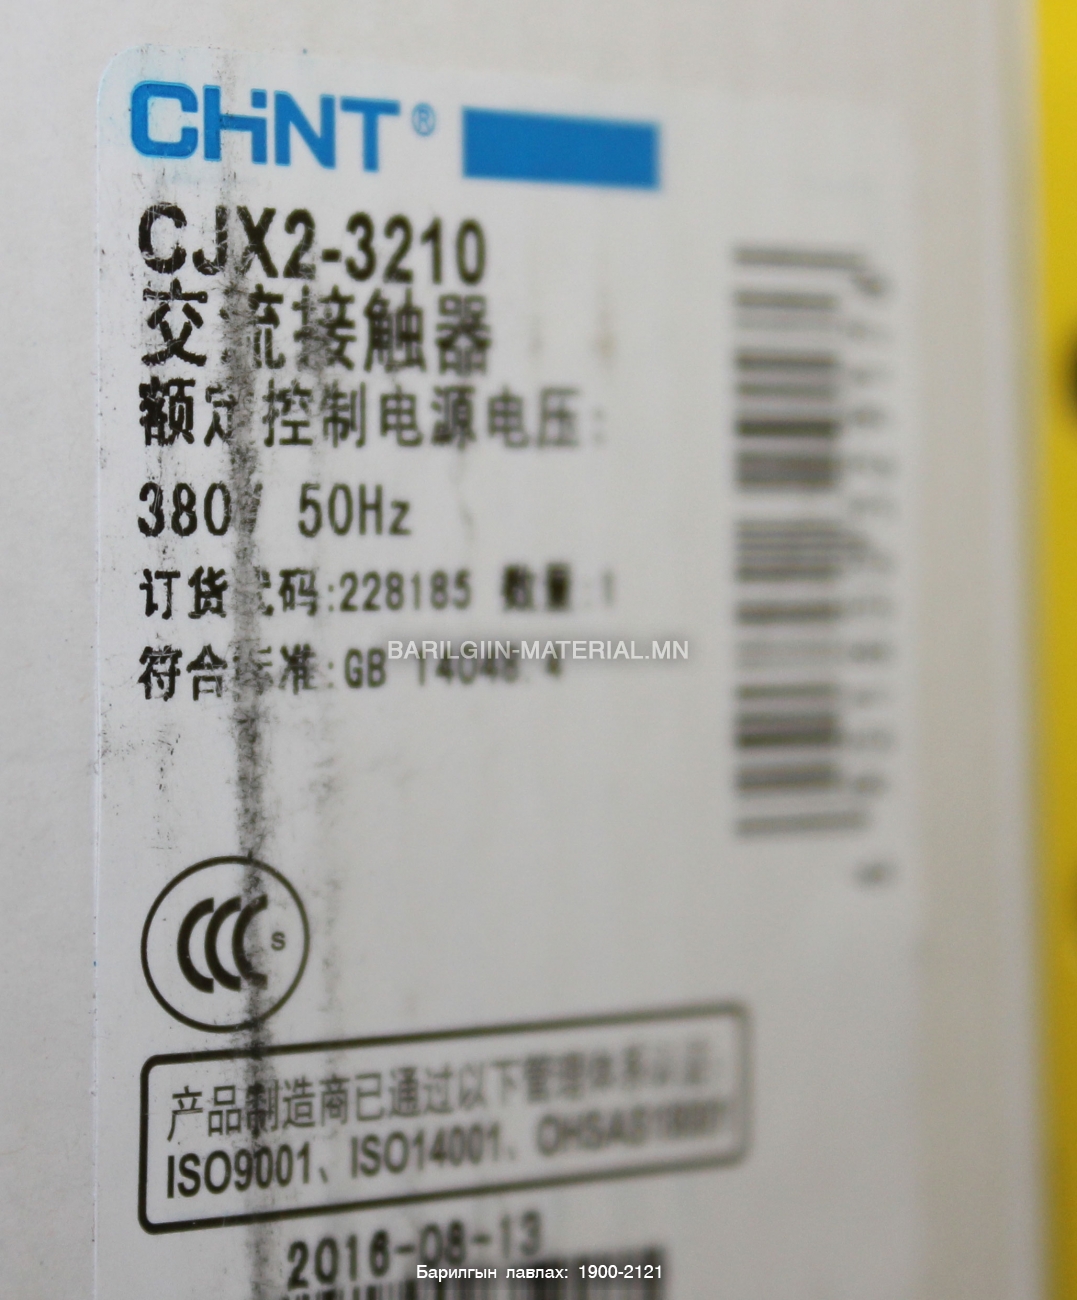 CHiNT®
CJX2-3210
交流接触器
额定控制电源电压:
380V 50Hz
订货代码:228185 数量:1
符合标准:GB 14048.4
BARILGIIN-MATERIAL.MN
CCC S
产品制造商已通过以下管理体系认证:
ISO9001、ISO14001、OHSAS18001
2016-08-13
Барилгын лавлах: 1900-2121